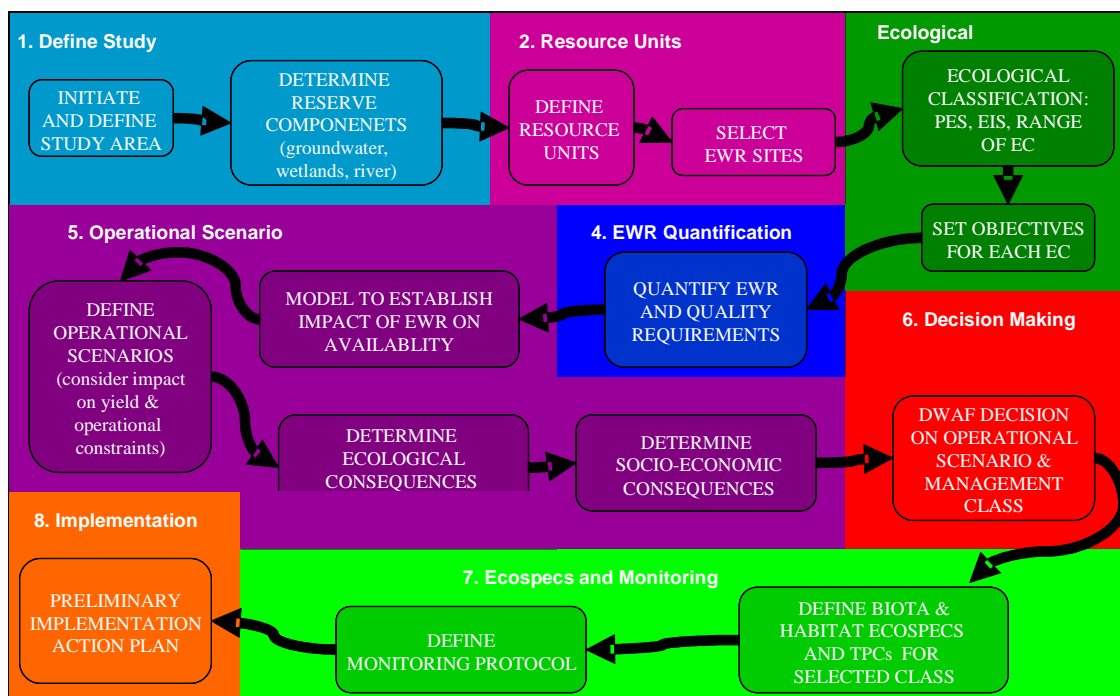 1. Define Study
INITIATE
AND DEFINE
STUDY AREA
DETERMINE
RESERVE
COMPONENETS
(groundwater,
wetlands, river)
2. Resource Units
DEFINE
RESOURCE
UNITS
SELECT
EWR SITES
Ecological
ECOLOGICAL
CLASSIFICATION:
PES, EIS, RANGE
OF EC
SET OBJECTIVES
FOR EACH EC
4. EWR Quantification
QUANTIFY EWR
AND QUALITY
REQUIREMENTS
5. Operational Scenario
MODEL TO ESTABLISH
IMPACT OF EWR ON
AVAILABLITY
DEFINE
OPERATIONAL
SCENARIOS
(consider impact
on yield &
operational
constraints)
DETERMINE
ECOLOGICAL
CONSEQUENCES
DETERMINE
SOCIO-ECONOMIC
CONSEQUENCES
6. Decision Making
DWAF DECISION
ON OPERATIONAL
SCENARIO &
MANAGEMENT
CLASS
7. Ecospecs and Monitoring
DEFINE BIOTA &
HABITAT ECOSPECS
AND TPCs FOR
SELECTED CLASS
DEFINE
MONITORING PROTOCOL
8. Implementation
PRELIMINARY
IMPLEMENTATION
ACTION PLAN